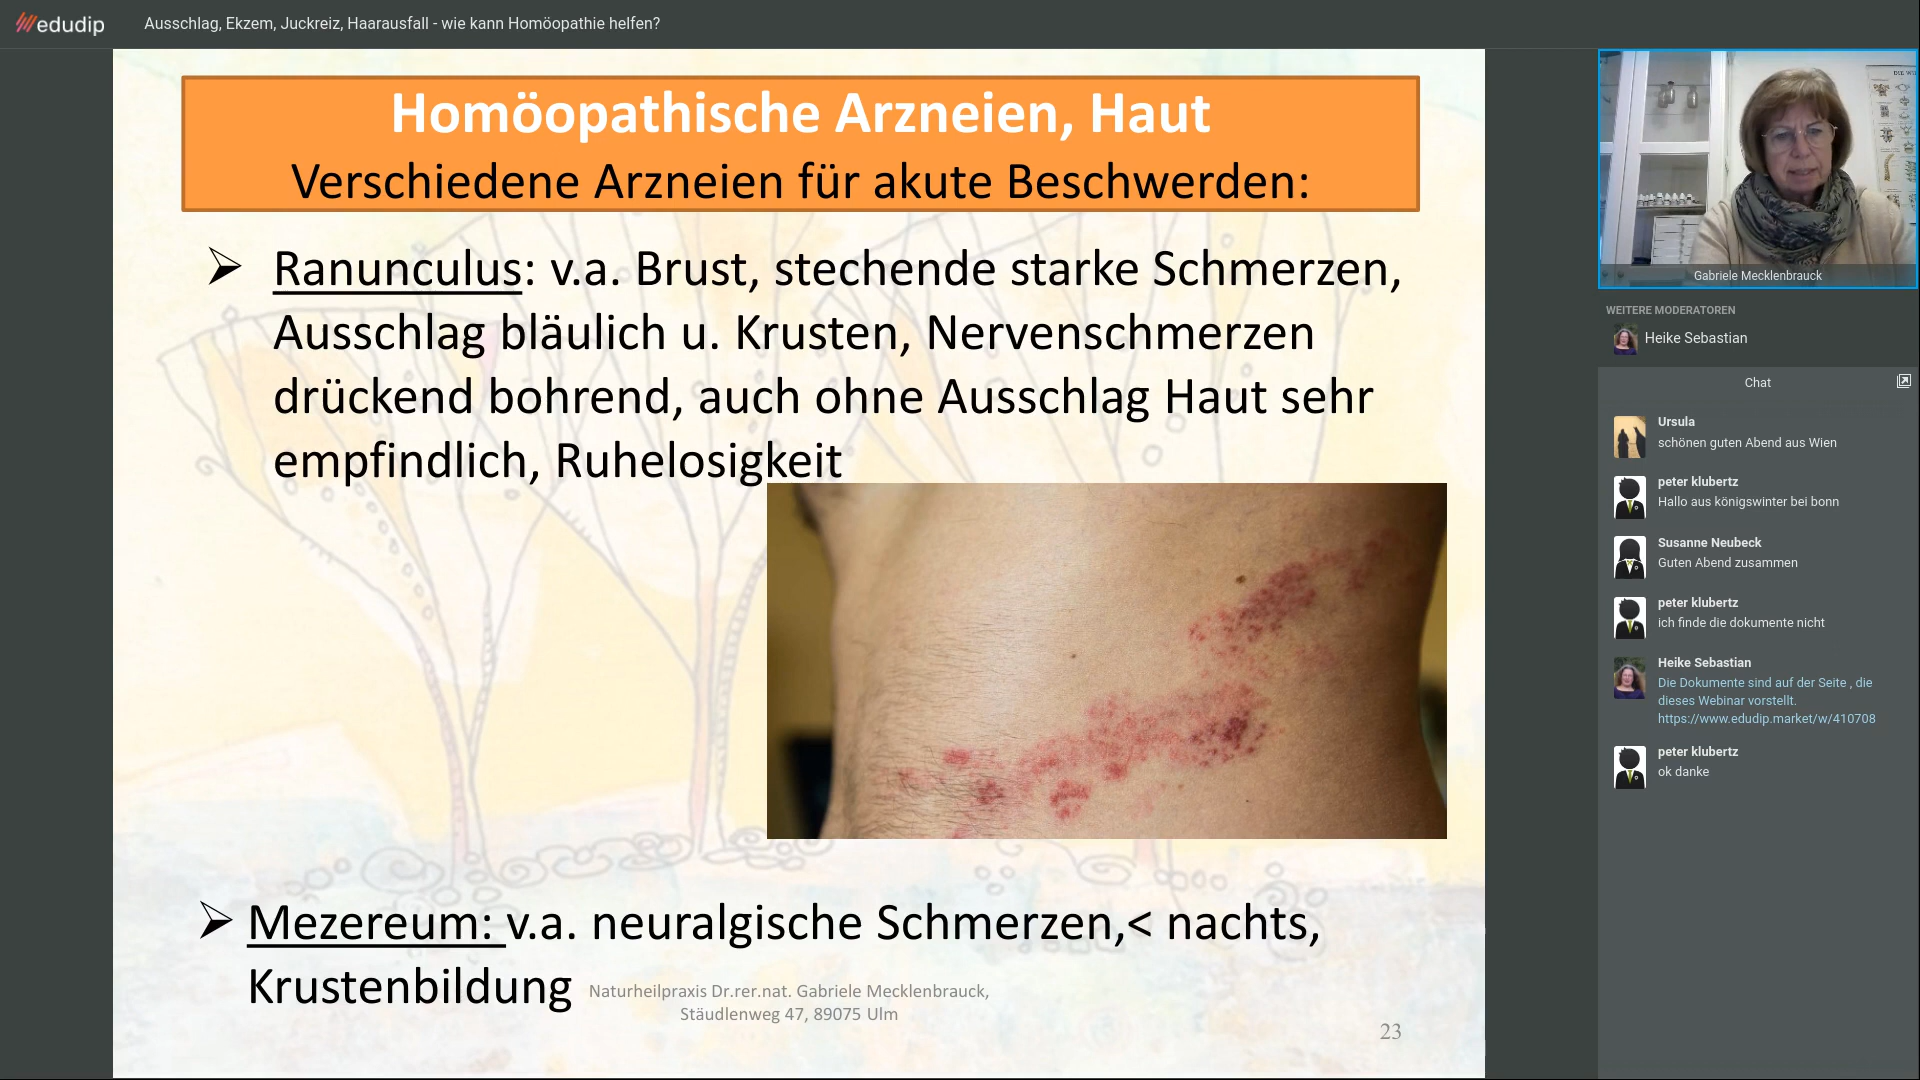 edudip
Ausschlag, Ekzem, Juckreiz, Haarausfall - wie kann Homöopathie helfen?
Homöopathische Arzneien, Haut
Verschiedene Arzneien für akute Beschwerden:
➢ Ranunculus: v.a. Brust, stechende starke Schmerzen,
Ausschlag bläulich u. Krusten, Nervenschmerzen
drückend bohrend, auch ohne Ausschlag Haut sehr
empfindlich, Ruhelosigkeit
➢ Mezereum: v.a. neuralgische Schmerzen,< nachts,
Krustenbildung
Naturheilpraxis Dr.rer.nat. Gabriele Mecklenbrauck,
Stäudlenweg 47, 89075 Ulm
23
Gabriele Mecklenbrauck
WEITERE MODERATOREN
Heike Sebastian
Chat
Ursula
schönen guten Abend aus Wien
peter klubertz
Hallo aus königswinter bei bonn
Susanne Neubeck
Guten Abend zusammen
peter klubertz
ich finde die dokumente nicht
Heike Sebastian
Die Dokumente sind auf der Seite , die
dieses Webinar vorstellt.
https://www.edudip.market/w/410708
peter klubertz
ok danke